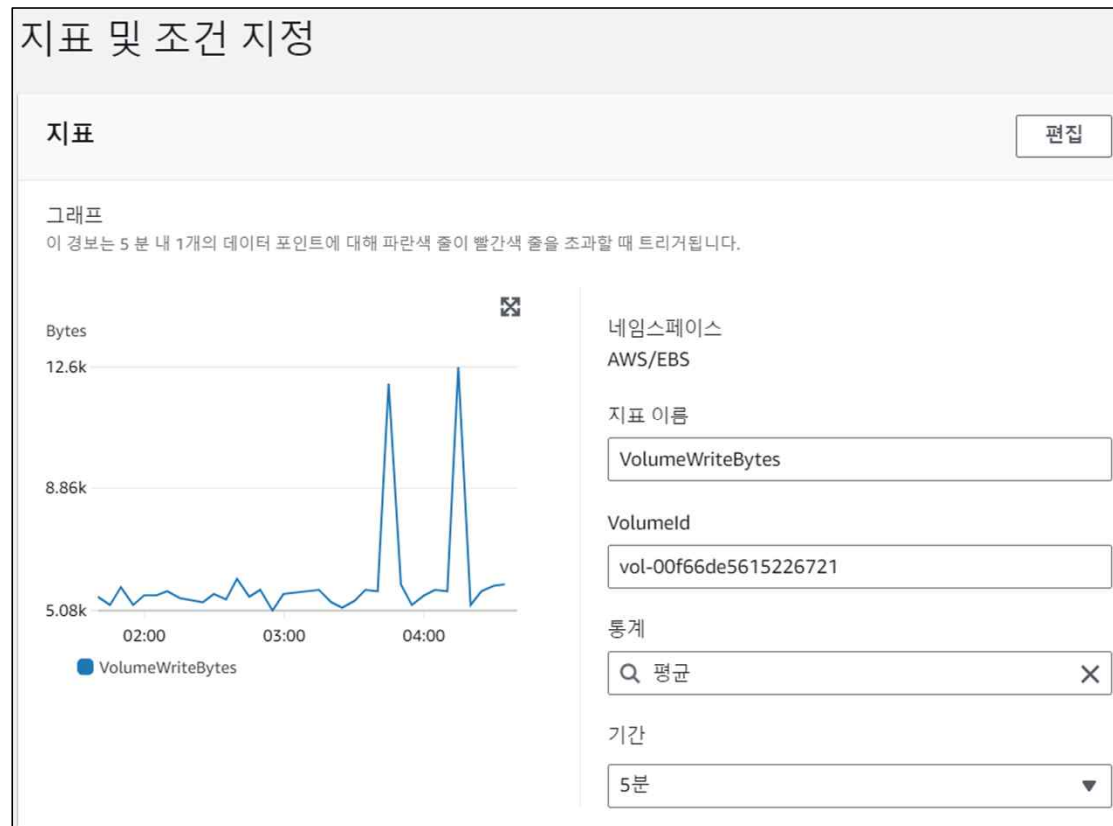 지표 및 조건 지정
지표
편집
그래프
이 경보는 5 분 내 1개의 데이터 포인트에 대해 파란색 줄이 빨간색 줄을 초과할 때 트리거됩니다.
Bytes
12.6k
8.86k
5.08k
02:00 03:00 04:00
VolumeWriteBytes
네임스페이스
AWS/EBS
지표 이름
VolumeWriteBytes
VolumeId
vol-00f66de5615226721
통계
평균
기간
5분